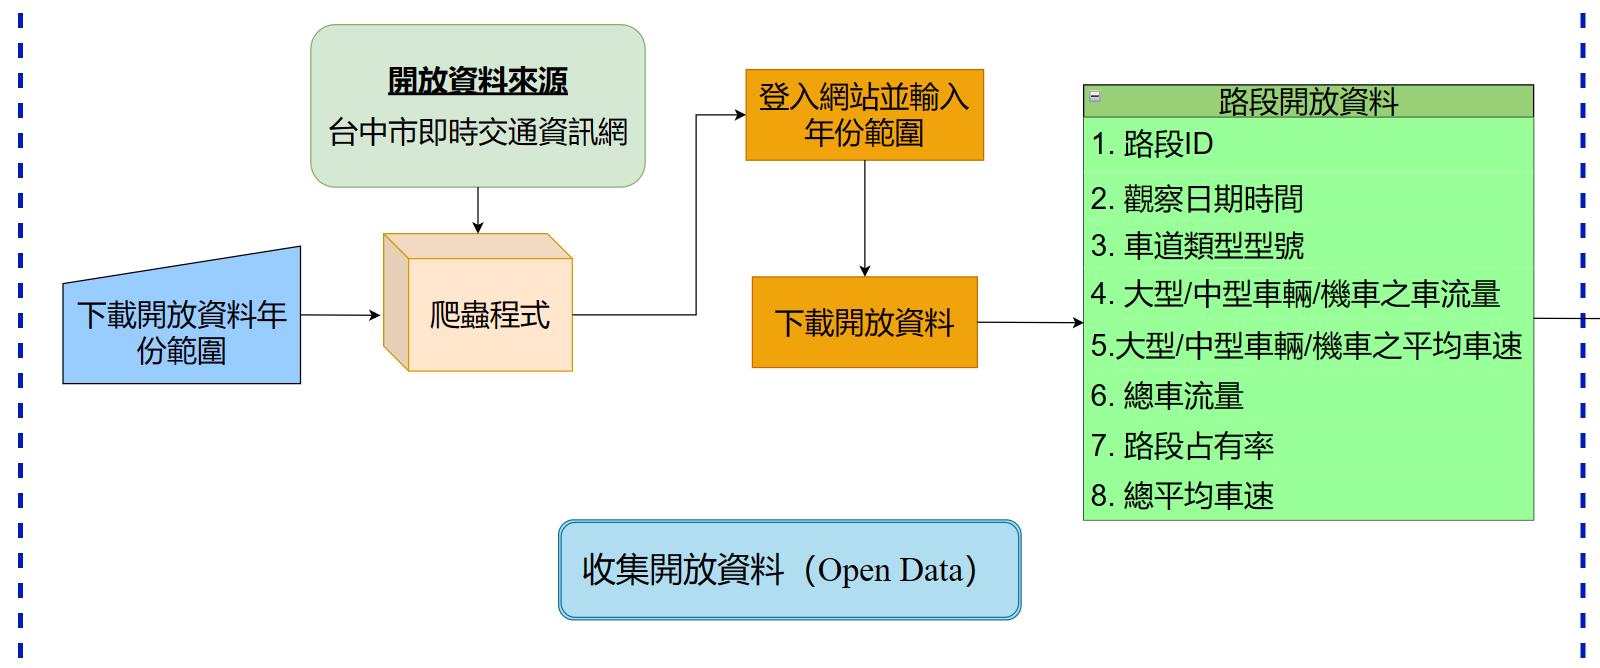 開放資料來源
台中市即時交通資訊網
下載開放資料年
份範圍
爬蟲程式
登入網站並輸入
年份範圍
下載開放資料
路段開放資料
1. 路段ID
2. 觀察日期時間
3. 車道類型型號
4. 大型/中型車輛/機車之車流量
5.大型/中型車輛/機車之平均車速
6. 總車流量
7. 路段占有率
8. 總平均車速
收集開放資料（Open Data）